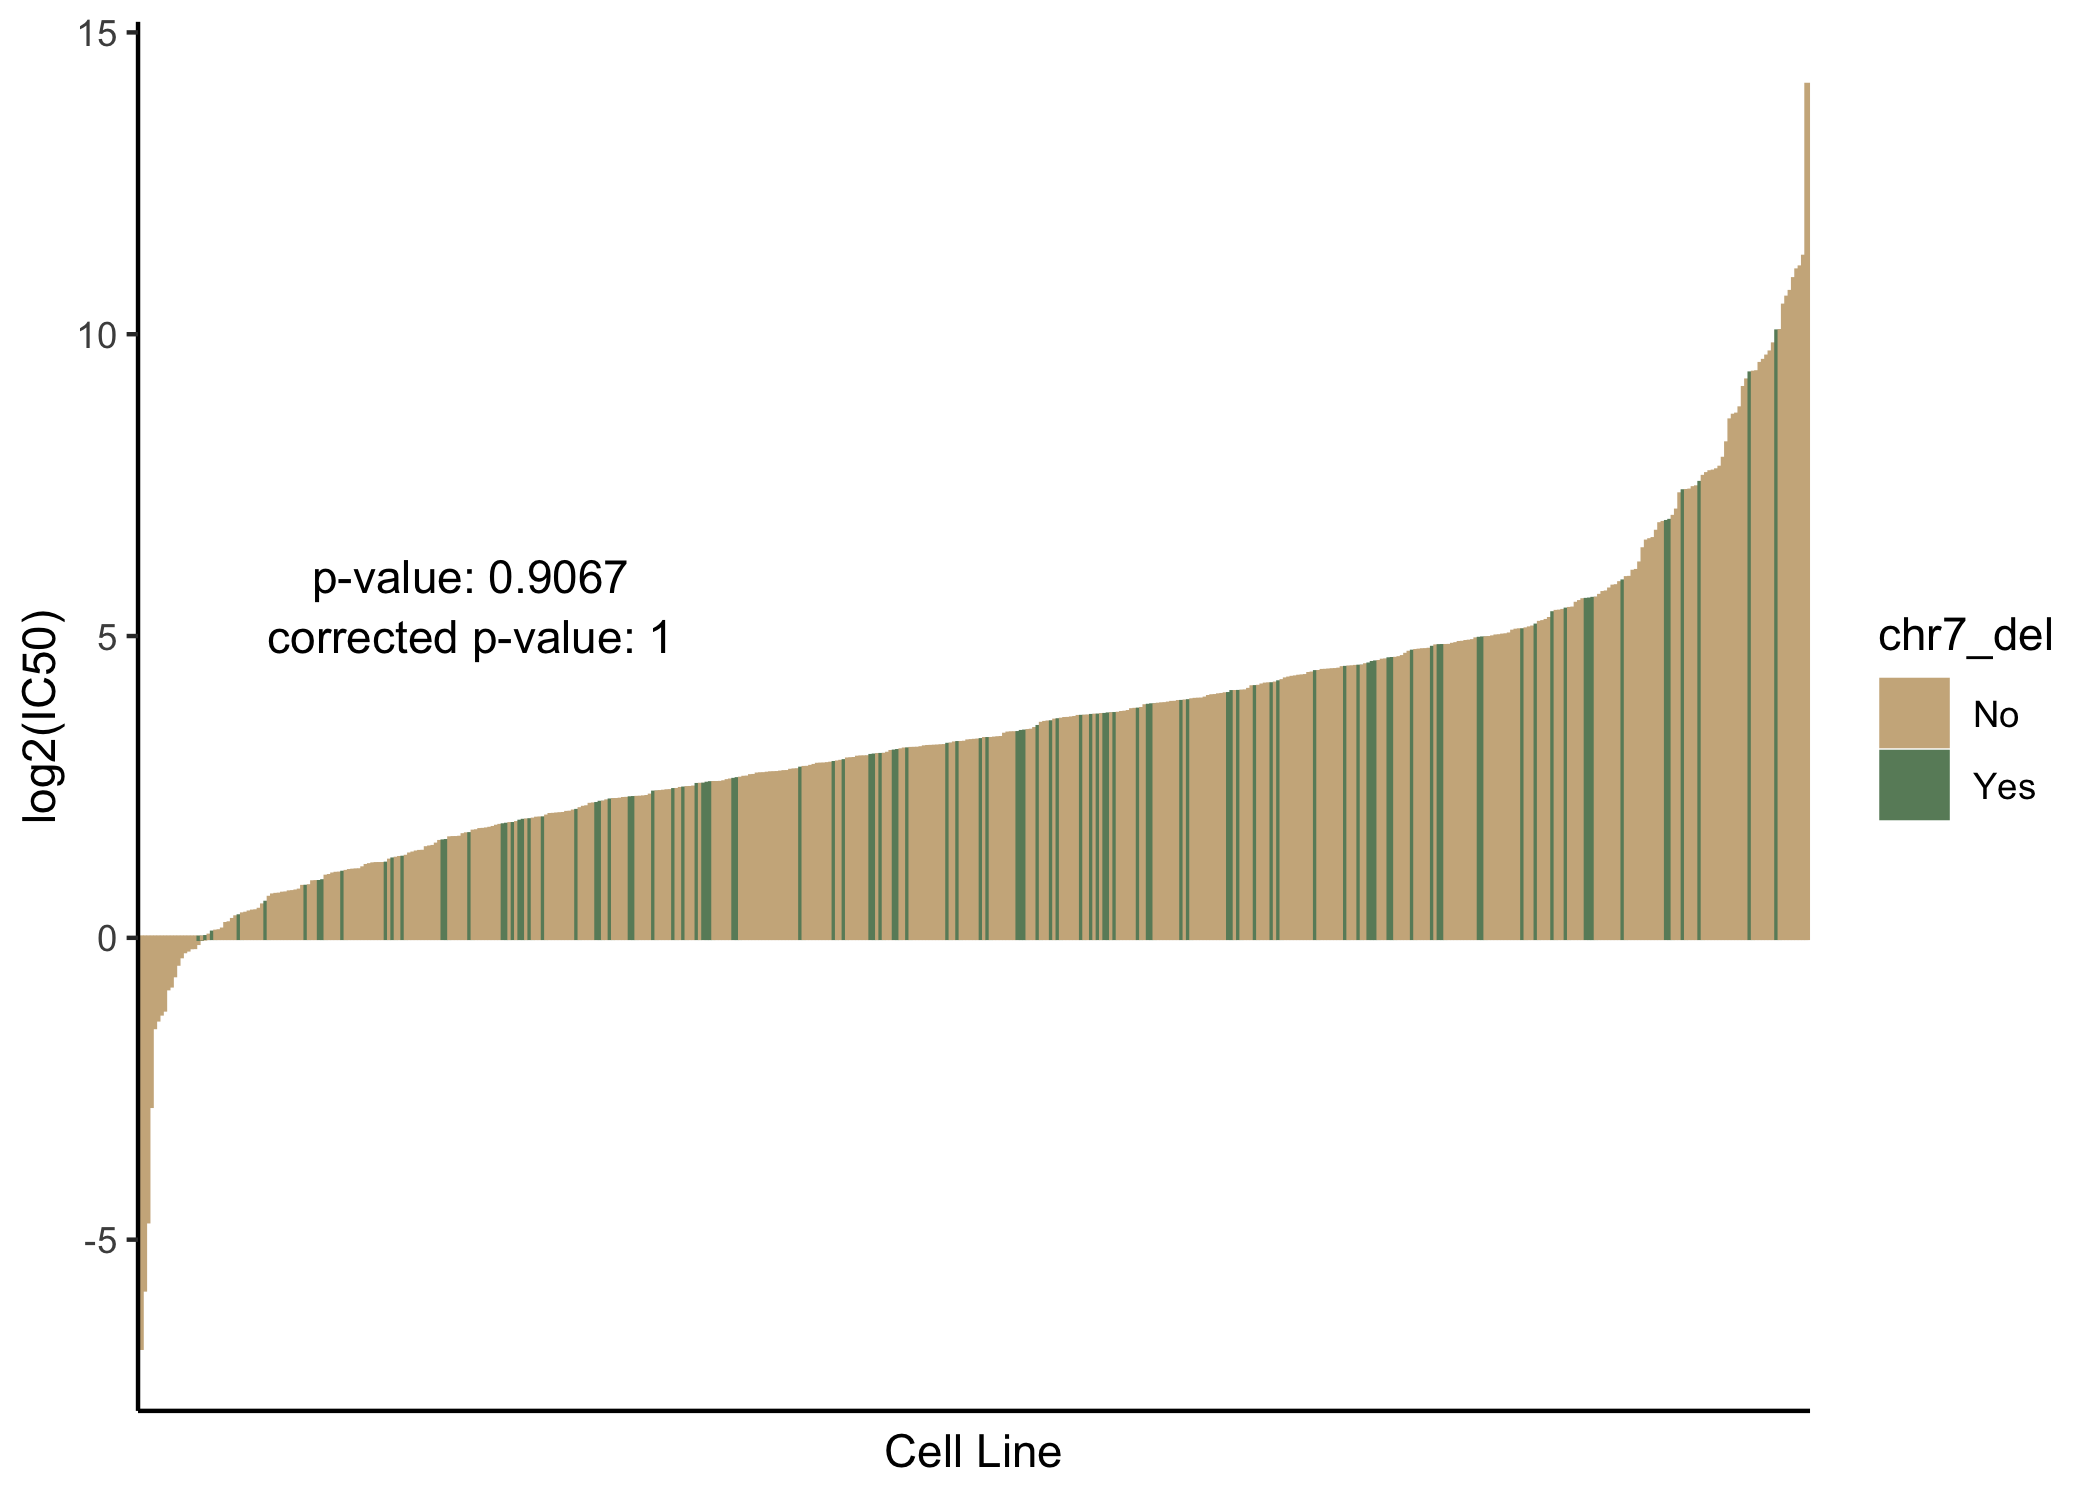 15
10
5
0
-5
log2(IC50)
p-value: 0.9067
corrected p-value: 1
Cell Line
chr7_del
No
Yes